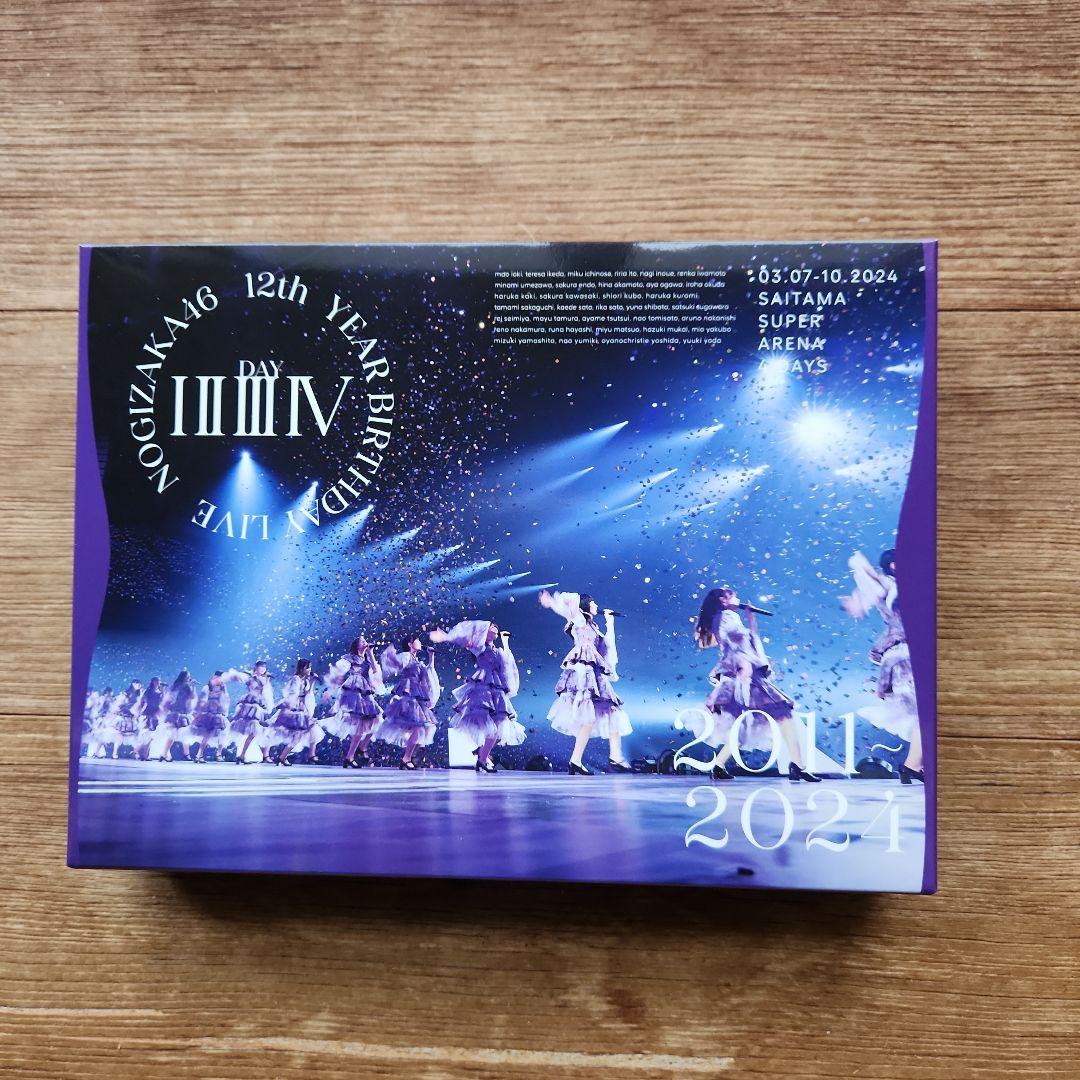 NOGIZAKA46 12th YEAR BIRTHDAY LIVE
DAY
I II III IV
mao ioki, teresa ikeda, miku ichinose, riria ito, nagi inoue, renka iwamoto
minami umezawa, sakura endo, hina okamoto, aya ogawa, iroha okuda
haruka kaki, sakura kawasaki, shiori kubo, haruka kuromi,
tamami sakaguchi, kaede sato, rika sato, yuna shibata, satsuki sugawara
rei seimiya, mayu tamura, ayame tsutsui, nao tomisato, aruno nakanishi
reno nakamura, runa hayashi, miyu matsuo, hazuki mukai, mio yakubo
mizuki yamashita, nao yumiki, ayanochristie yoshida, yuuki yoda
03.07-10.2024
SAITAMA
SUPER
ARENA
4 DAYS
2011~
2024